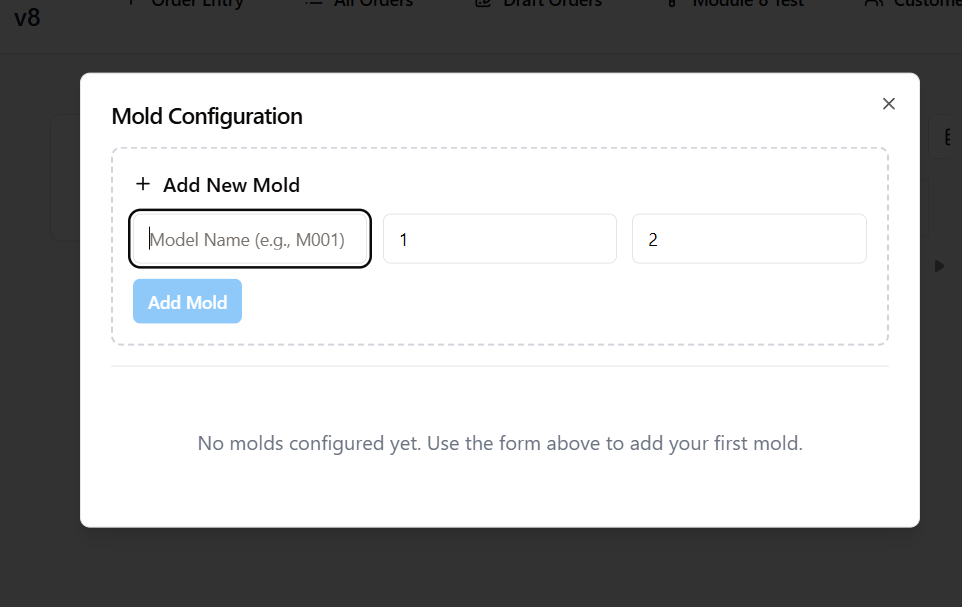 Order Entry All Orders Draft Orders Module 8 Test Custome
v8
Mold Configuration
+ Add New Mold
Model Name (e.g., M001) 1 2
Add Mold
No molds configured yet. Use the form above to add your first mold.